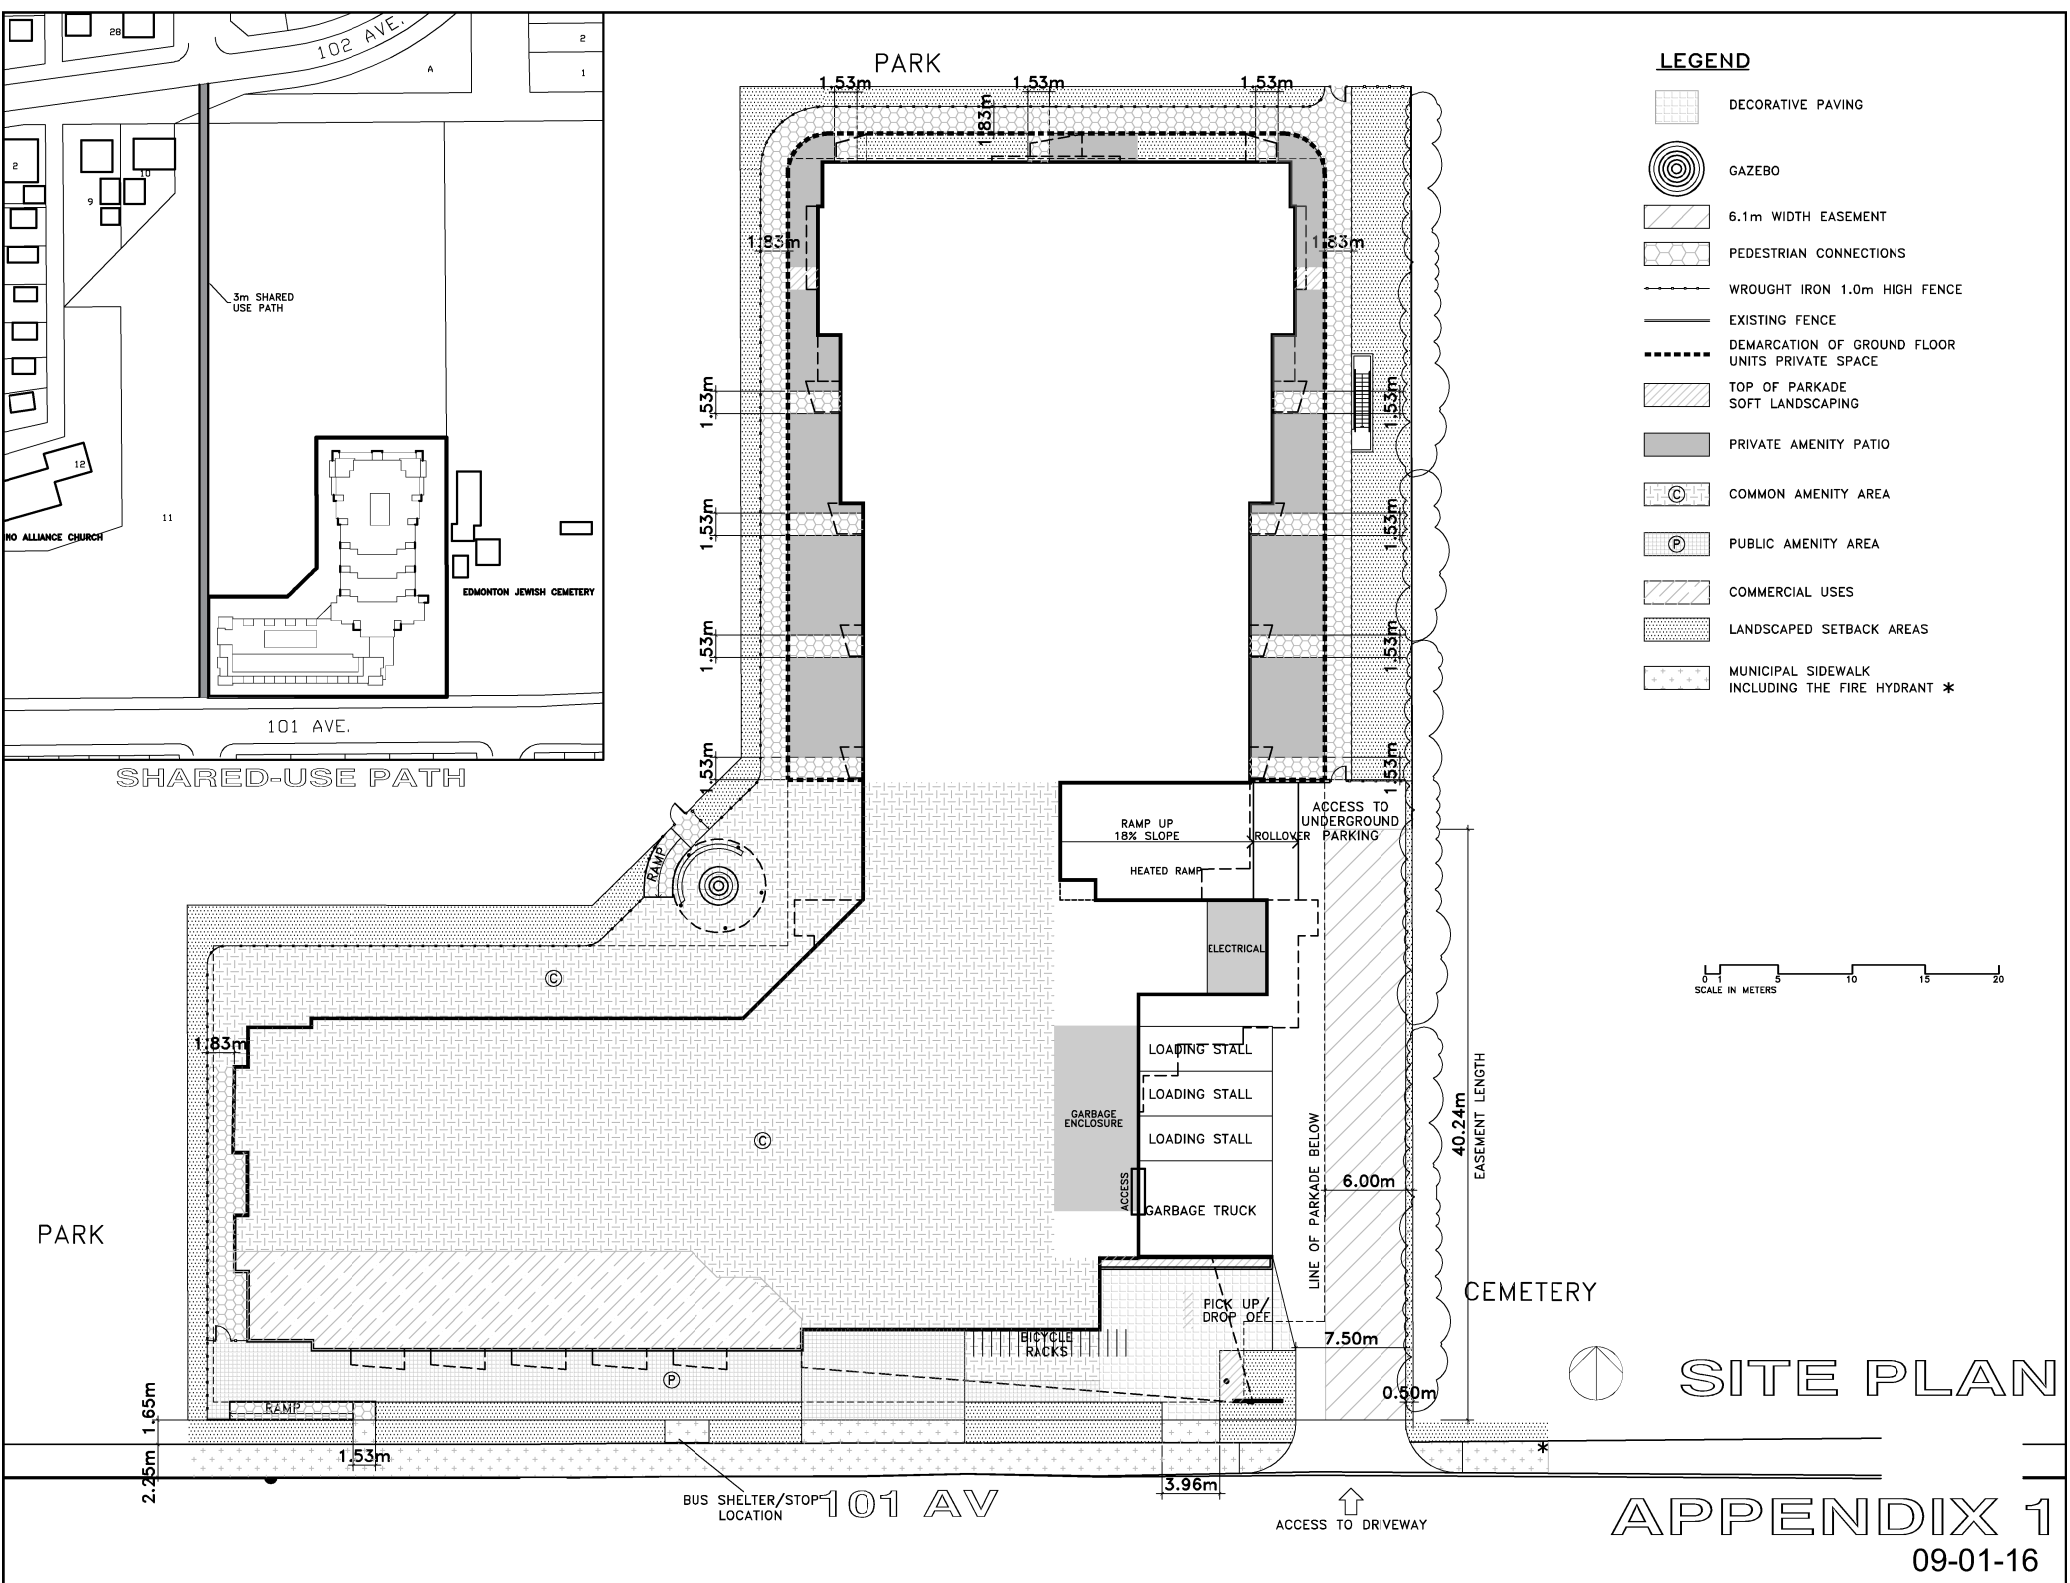 28
102 AVE.
A
2
1
2
10
9
3m SHARED
USE PATH
12
11
ALLIANCE CHURCH
EDMONTON JEWISH CEMETERY
101 AVE.
SHARED-USE PATH
PARK
1.53m
1.53m
1.53m
1.83m
1.83m
1.83m
1.53m
1.53m
1.53m
1.53m
1.53m
1.53m
1.53m
1.53m
RAMP UP
18% SLOPE
ROLLOVER
HEATED RAMP
ACCESS TO
UNDERGROUND
PARKING
RAMP
ELECTRICAL
C
1.83m
LOADING STALL
LOADING STALL
LOADING STALL
GARBAGE
ENCLOSURE
C
ACCESS
GARBAGE TRUCK
LINE OF PARKADE BELOW
6.00m
40.24m
EASEMENT LENGTH
PARK
CEMETERY
PICK UP/
DROP OFF
BICYCLE
RACKS
7.50m
P
0.50m
RAMP
1.65m
2.25m
1.53m
3.96m
*
BUS SHELTER/STOP
LOCATION
101 AV
ACCESS TO DRIVEWAY
LEGEND
DECORATIVE PAVING
GAZEBO
6.1m WIDTH EASEMENT
PEDESTRIAN CONNECTIONS
WROUGHT IRON 1.0m HIGH FENCE
EXISTING FENCE
DEMARCATION OF GROUND FLOOR
UNITS PRIVATE SPACE
TOP OF PARKADE
SOFT LANDSCAPING
PRIVATE AMENITY PATIO
C COMMON AMENITY AREA
P PUBLIC AMENITY AREA
COMMERCIAL USES
LANDSCAPED SETBACK AREAS
MUNICIPAL SIDEWALK
INCLUDING THE FIRE HYDRANT *
0 1 5 10 15 20
SCALE IN METERS
SITE PLAN
APPENDIX 1
09-01-16